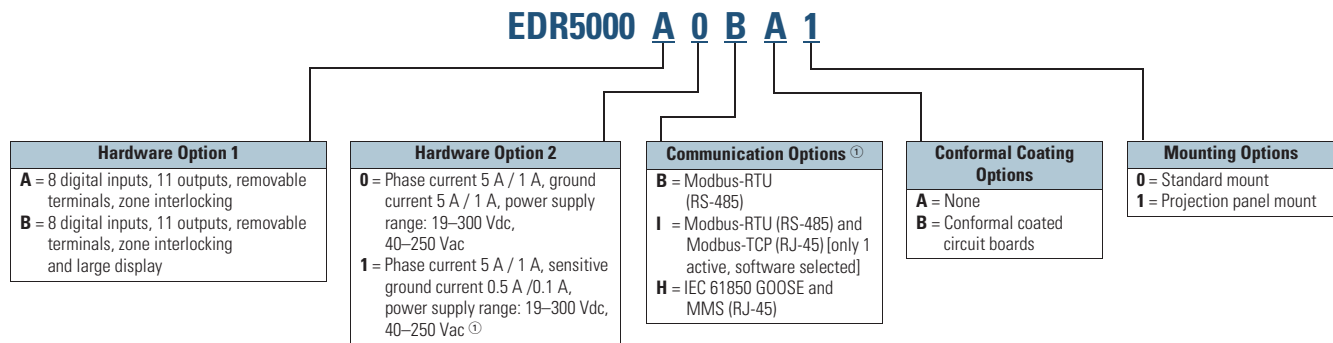 EDR5000 A 0 B A 1
Hardware Option 1
A = 8 digital inputs, 11 outputs, removable
terminals, zone interlocking
B = 8 digital inputs, 11 outputs, removable
terminals, zone interlocking
and large display
Hardware Option 2
0 = Phase current 5 A / 1 A, ground
current 5 A / 1 A, power supply
range: 19–300 Vdc,
40–250 Vac
1 = Phase current 5 A / 1 A, sensitive
ground current 0.5 A /0.1 A,
power supply range: 19–300 Vdc,
40–250 Vac ①
Communication Options ①
B = Modbus-RTU
(RS-485)
I = Modbus-RTU (RS-485) and
Modbus-TCP (RJ-45) [only 1
active, software selected]
H = IEC 61850 GOOSE and
MMS (RJ-45)
Conformal Coating
Options
A = None
B = Conformal coated
circuit boards
Mounting Options
0 = Standard mount
1 = Projection panel mount